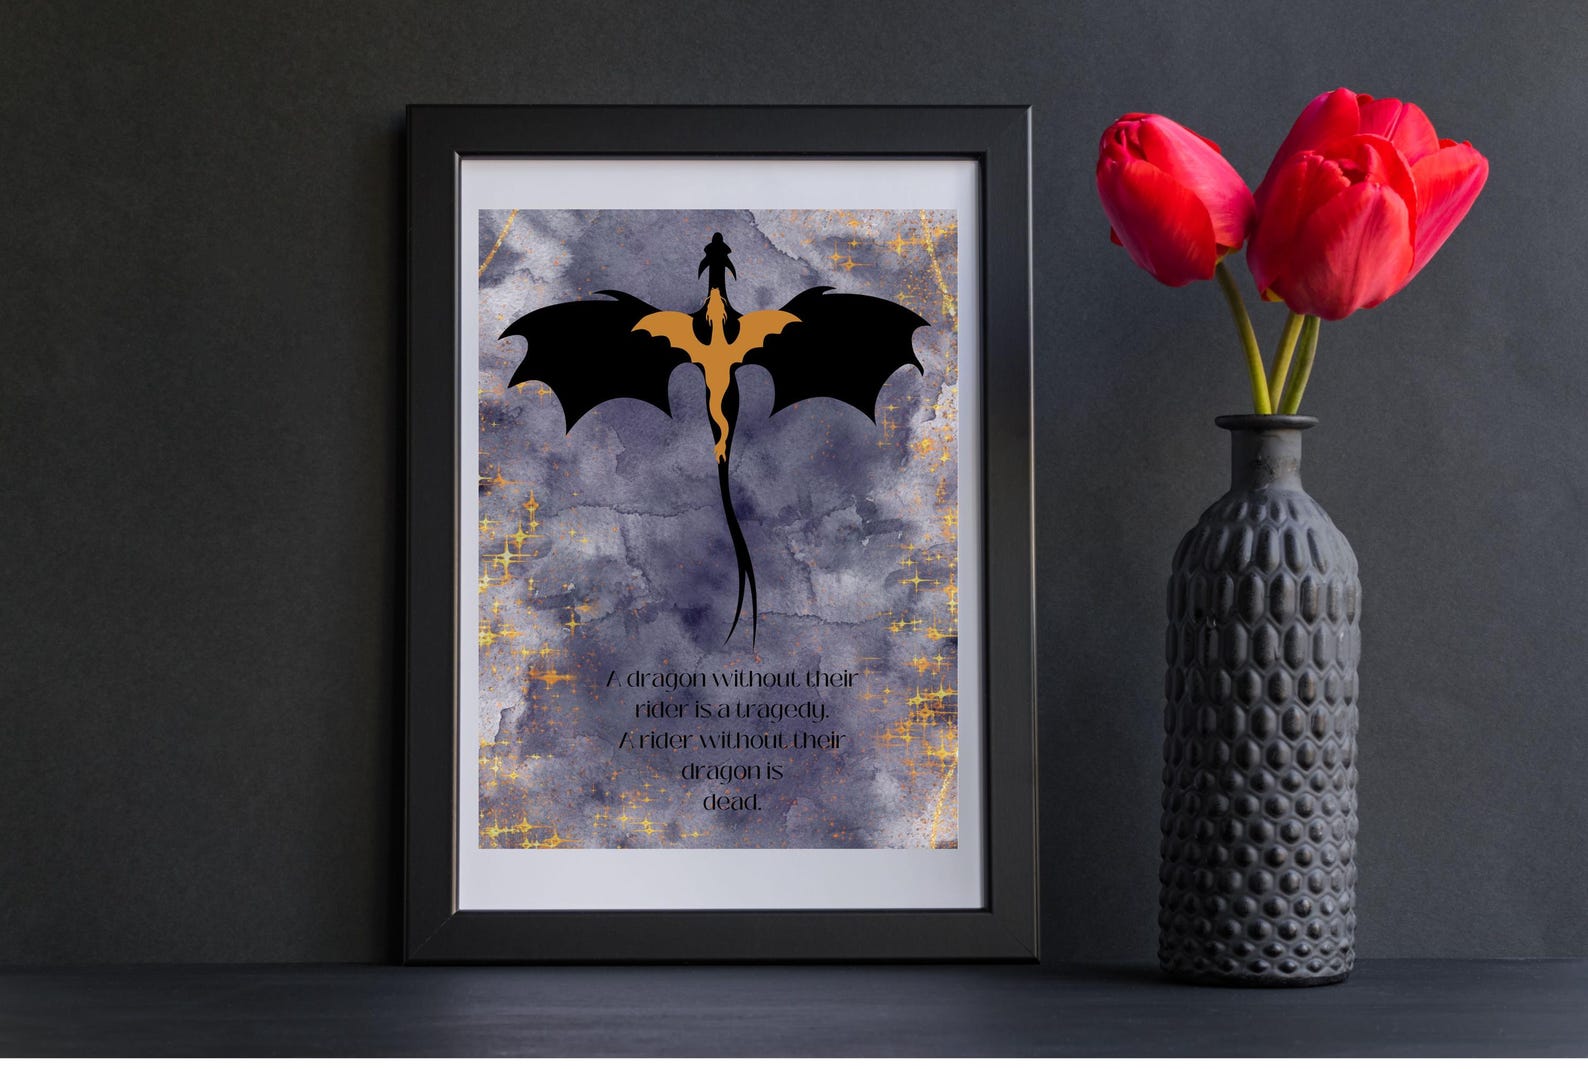 A dragon without their
rider is a tragedy.
A rider without their
dragon is
dead.